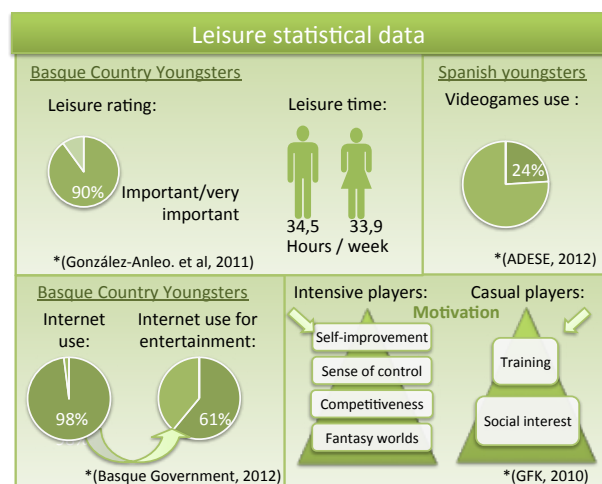 Leisure statistical data
Basque Country Youngsters
Leisure rating:
90%
Important/very
important
Leisure time:
34,5
33,9
Hours / week
*(González-Anleo. et al, 2011)
Spanish youngsters
Videogames use :
24%
*(ADESE, 2012)
Basque Country Youngsters
Internet
use:
98%
Internet use for
entertainment:
61%
*(Basque Government, 2012)
Intensive players:
Casual players:
Motivation
Self-improvement
Sense of control
Competitiveness
Fantasy worlds
Training
Social interest
*(GFK, 2010)